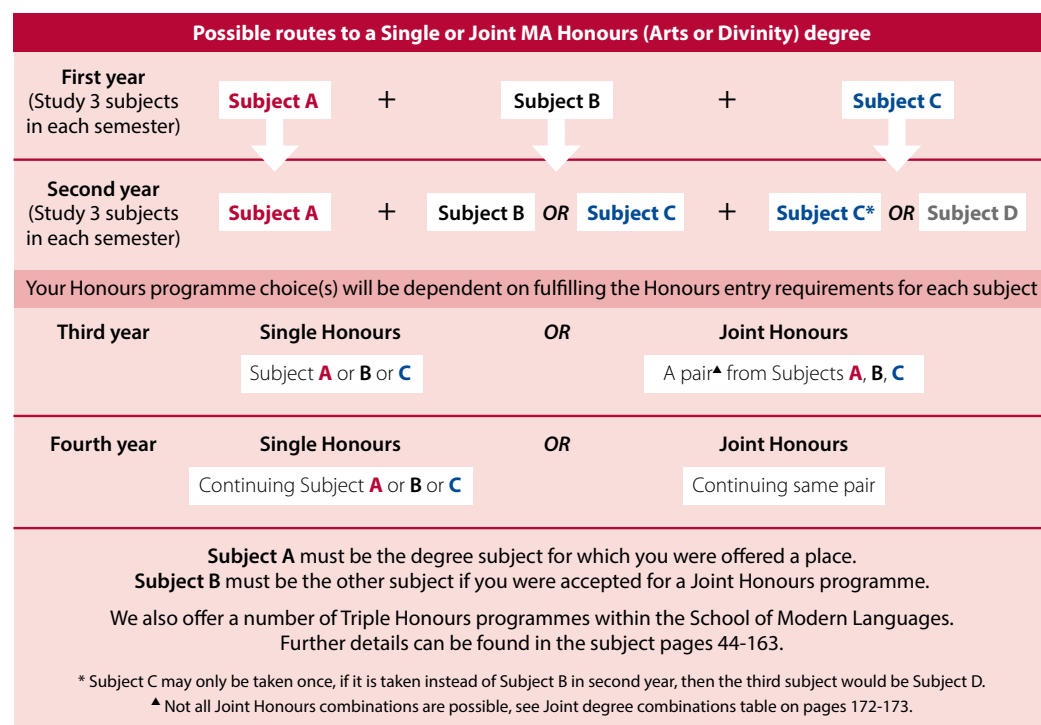 Possible routes to a Single or Joint MA Honours (Arts or Divinity) degree
First year
(Study 3 subjects
in each semester)
Subject A + Subject B + Subject C
Second year
(Study 3 subjects
in each semester)
Subject A + Subject B OR Subject C + Subject C* OR Subject D
Your Honours programme choice(s) will be dependent on fulfilling the Honours entry requirements for each subject
Third year Single Honours OR Joint Honours
Subject A or B or C A pair▲ from Subjects A, B, C
Fourth year Single Honours OR Joint Honours
Continuing Subject A or B or C Continuing same pair
Subject A must be the degree subject for which you were offered a place.
Subject B must be the other subject if you were accepted for a Joint Honours programme.
We also offer a number of Triple Honours programmes within the School of Modern Languages.
Further details can be found in the subject pages 44-163.
* Subject C may only be taken once, if it is taken instead of Subject B in second year, then the third subject would be Subject D.
▲ Not all Joint Honours combinations are possible, see Joint degree combinations table on pages 172-173.